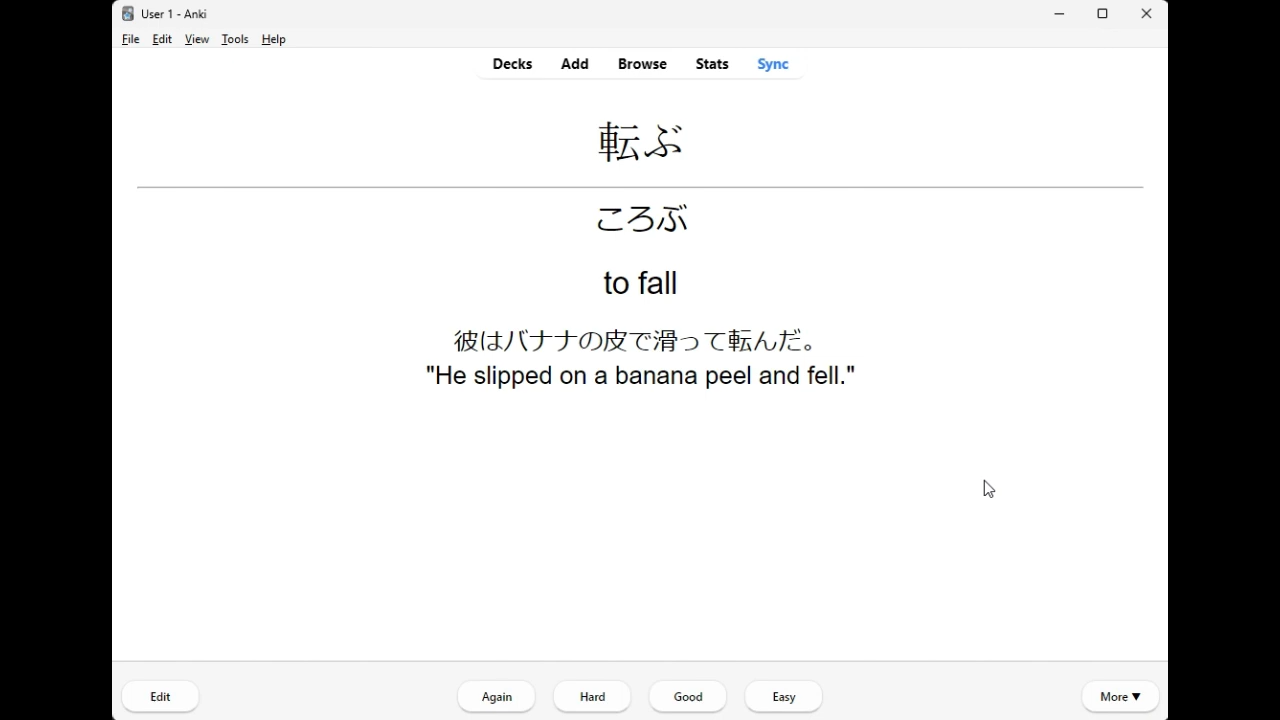 User 1 - Anki
File Edit View Tools Help
Decks Add Browse Stats Sync
転ぶ
ころぶ
to fall
彼はバナナの皮で滑って転んだ。
"He slipped on a banana peel and fell."
Edit Again Hard Good Easy More ▼